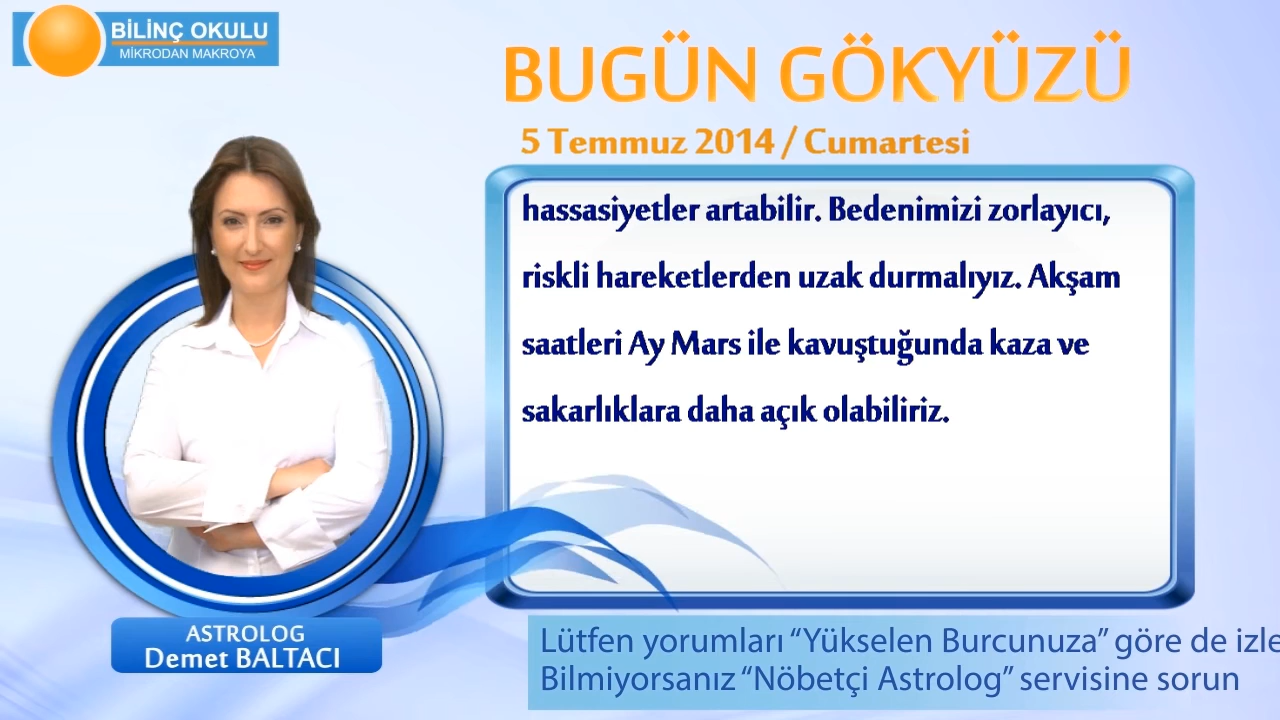 BİLİNÇ OKULU
MİKRODAN MAKROYA
BUGÜN GÖKYÜZÜ
5 Temmuz 2014 / Cumartesi
hassasiyetler artabilir. Bedenimizi zorlayıcı,
riskli hareketlerden uzak durmalıyız. Akşam
saatleri Ay Mars ile kavuştuğunda kaza ve
sakarlıklara daha açık olabiliriz.
ASTROLOG
Demet BALTACI
Lütfen yorumları “Yükselen Burcunuza” göre de izle
Bilmiyorsanız “Nöbetçi Astrolog” servisine sorun